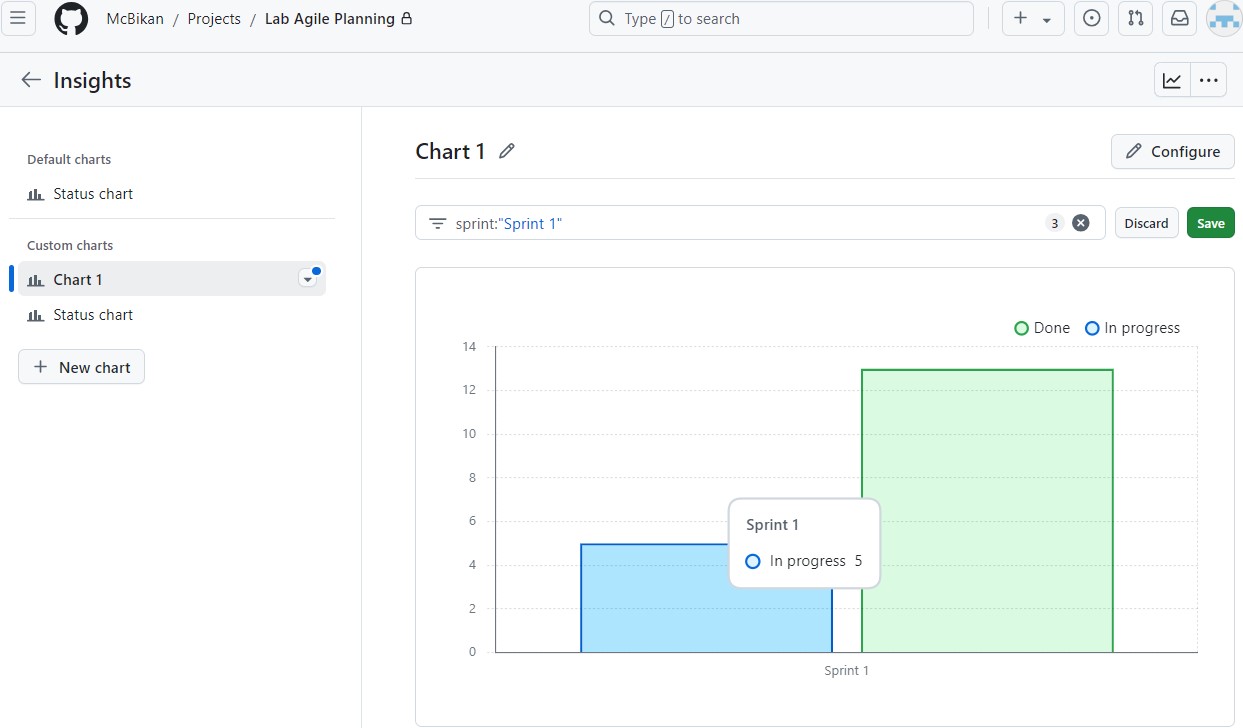 McBikan / Projects / Lab Agile Planning
Type / to search
Insights
Default charts
Status chart
Custom charts
Chart 1
Status chart
New chart
Chart 1
Configure
sprint:"Sprint 1"
3
Discard
Save
Done
In progress
14
12
10
8
6
4
2
0
Sprint 1
In progress 5
Sprint 1